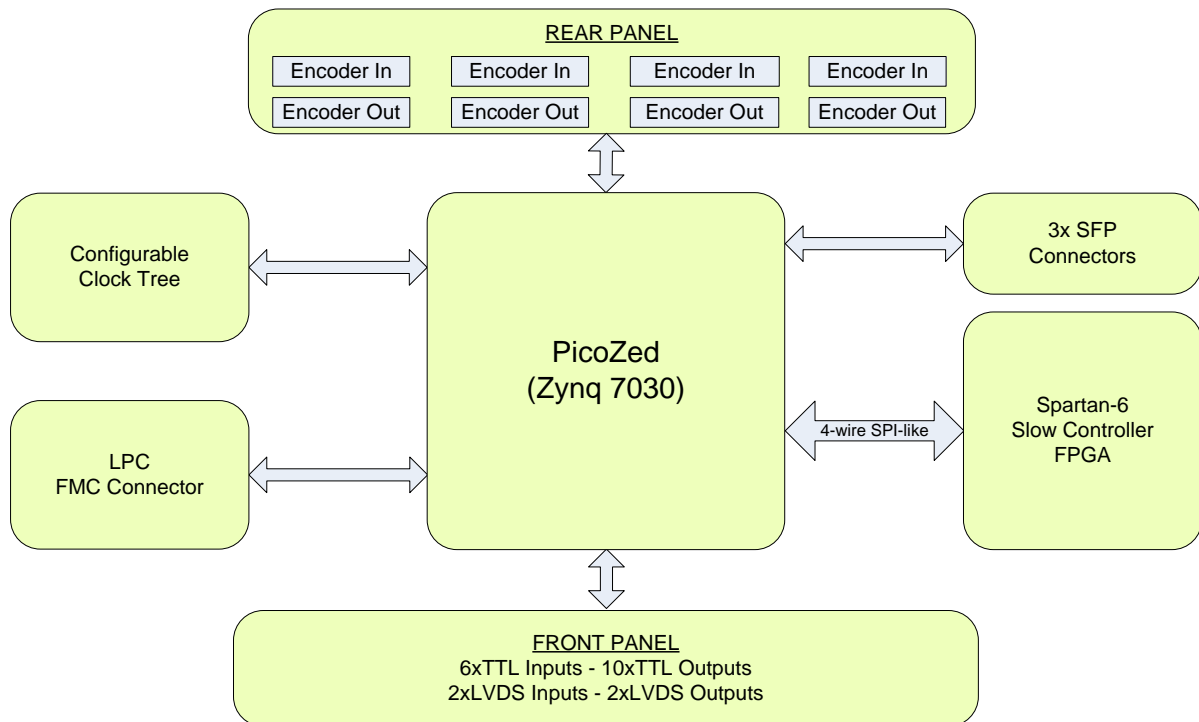 REAR PANEL
Encoder In Encoder In Encoder In Encoder In
Encoder Out Encoder Out Encoder Out Encoder Out
Configurable
Clock Tree
3x SFP
Connectors
PicoZed
(Zynq 7030)
LPC
FMC Connector
4-wire SPI-like
Spartan-6
Slow Controller
FPGA
FRONT PANEL
6xTTL Inputs - 10xTTL Outputs
2xLVDS Inputs - 2xLVDS Outputs